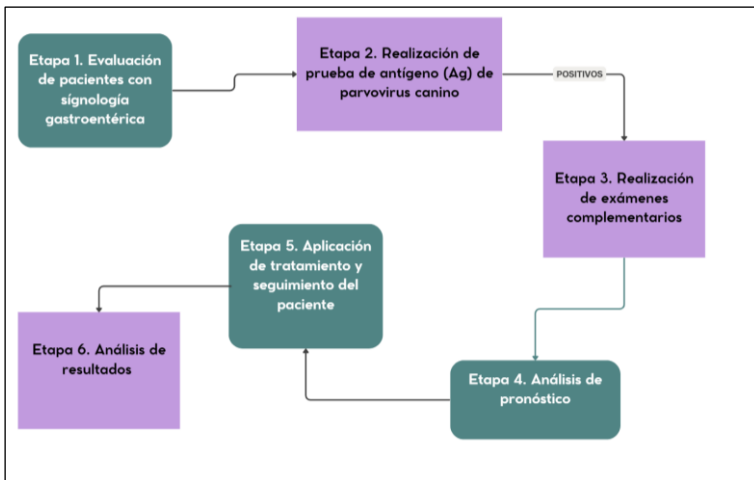 Etapa 1. Evaluación
de pacientes con
signología
gastroentérica
Etapa 2. Realización de
prueba de antígeno (Ag) de
parvovirus canino
POSITIVOS
Etapa 3. Realización
de exámenes
complementarios
Etapa 4. Análisis de
pronóstico
Etapa 5. Aplicación
de tratamiento y
seguimiento del
paciente
Etapa 6. Análisis de
resultados